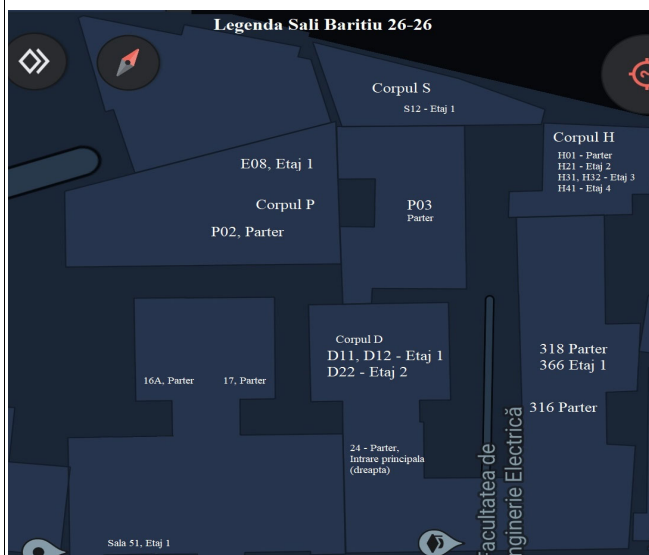 Legenda Sali Baritiu 26-26
Corpul S
S12 - Etaj 1
Corpul H
H01 - Parter
H21 - Etaj 2
H31, H32 - Etaj 3
H41 - Etaj 4
E08, Etaj 1
Corpul P
P02, Parter
P03
Parter
Corpul D
D11, D12 - Etaj 1
D22 - Etaj 2
16A, Parter
17, Parter
318 Parter
366 Etaj 1
316 Parter
24 - Parter,
Intrare principala
(dreapta)
Facultatea de
Inginerie Electrică
Sala 51, Etaj 1